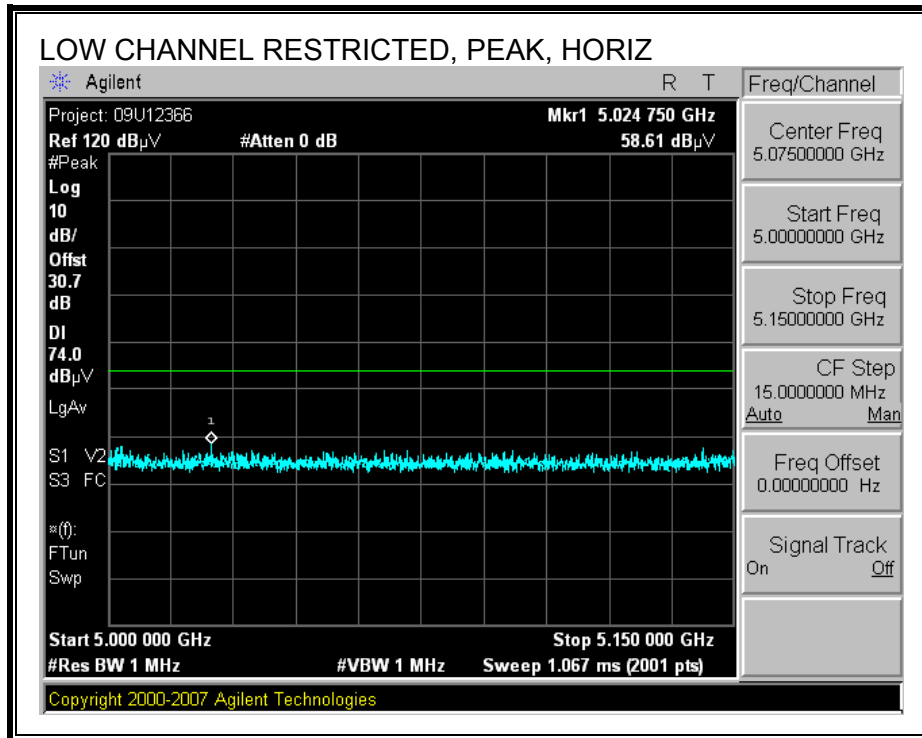 LOW CHANNEL RESTRICTED, PEAK, HORIZ
Agilent R T
Project: 09U12366 Mkr1 5.024 750 GHz
Ref 120 dBµV #Atten 0 dB 58.61 dBµV
#Peak
Log
10
dB/
Offst
30.7
dB
DI
74.0
dBµV
LgAv
1
S1 V2
S3 FC
¤(f):
FTun
Swp
Start 5.000 000 GHz Stop 5.150 000 GHz
#Res BW 1 MHz #VBW 1 MHz Sweep 1.067 ms (2001 pts)
Copyright 2000-2007 Agilent Technologies
Freq/Channel
Center Freq
5.07500000 GHz
Start Freq
5.00000000 GHz
Stop Freq
5.15000000 GHz
CF Step
15.0000000 MHz
Auto Man
Freq Offset
0.00000000 Hz
Signal Track
On Off